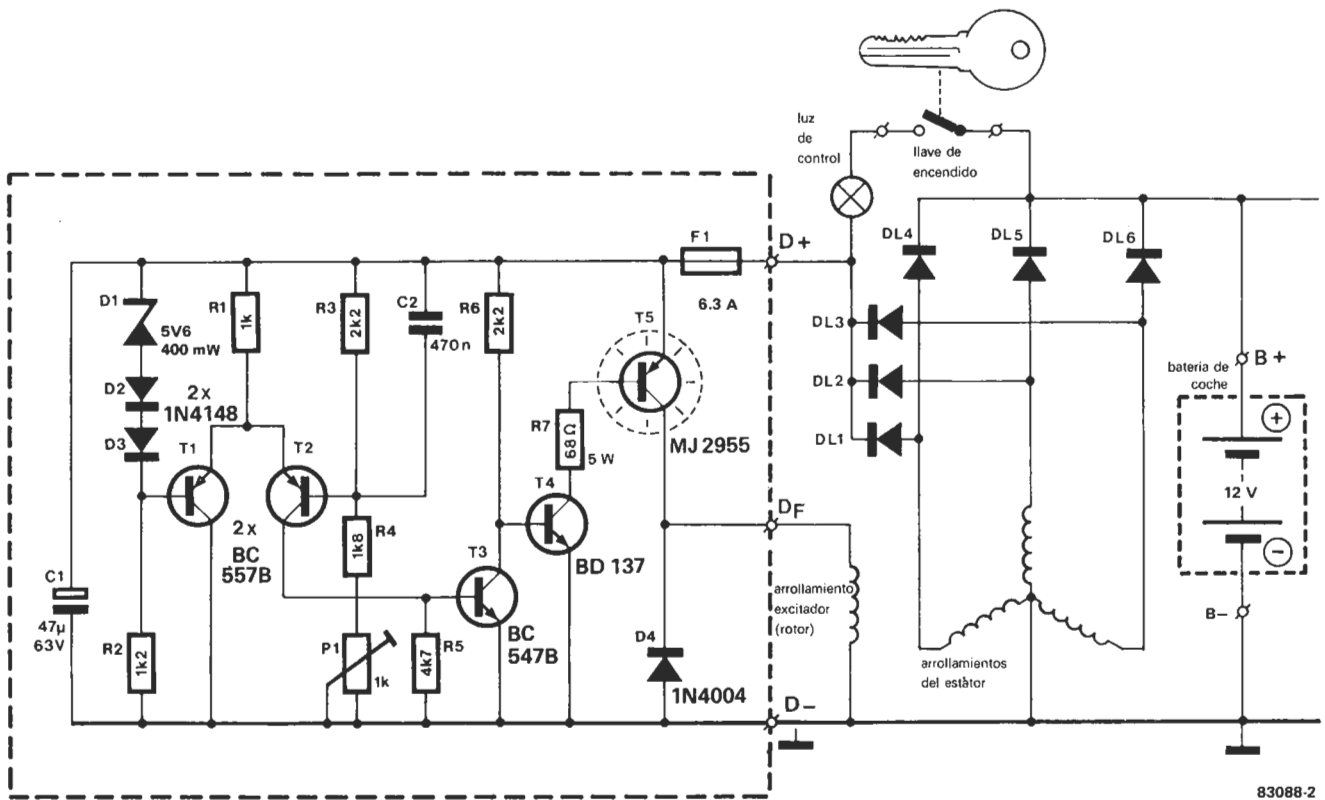 luz
de
control
llave de
encendido
D+
F1
6.3 A
DL4
DL5
DL6
D1
5V6
400 mW
R1
1k
R3
2k2
C2
470n
R6
2k2
T5
MJ 2955
DL3
DL2
DL1
B+
batería de
coche
+
12 V
−
B−
D2
2x
1N4148
D3
T1
T2
2x
BC
557B
R4
1k8
R7
68Ω
5 W
T4
BD 137
DF
T3
BC
547B
C1
47µ
63V
R2
1k2
P1
1k
R5
4k7
D4
1N4004
D−
arrollamiento
excitador
(rotor)
arrollamientos
del estàtor
83088-2